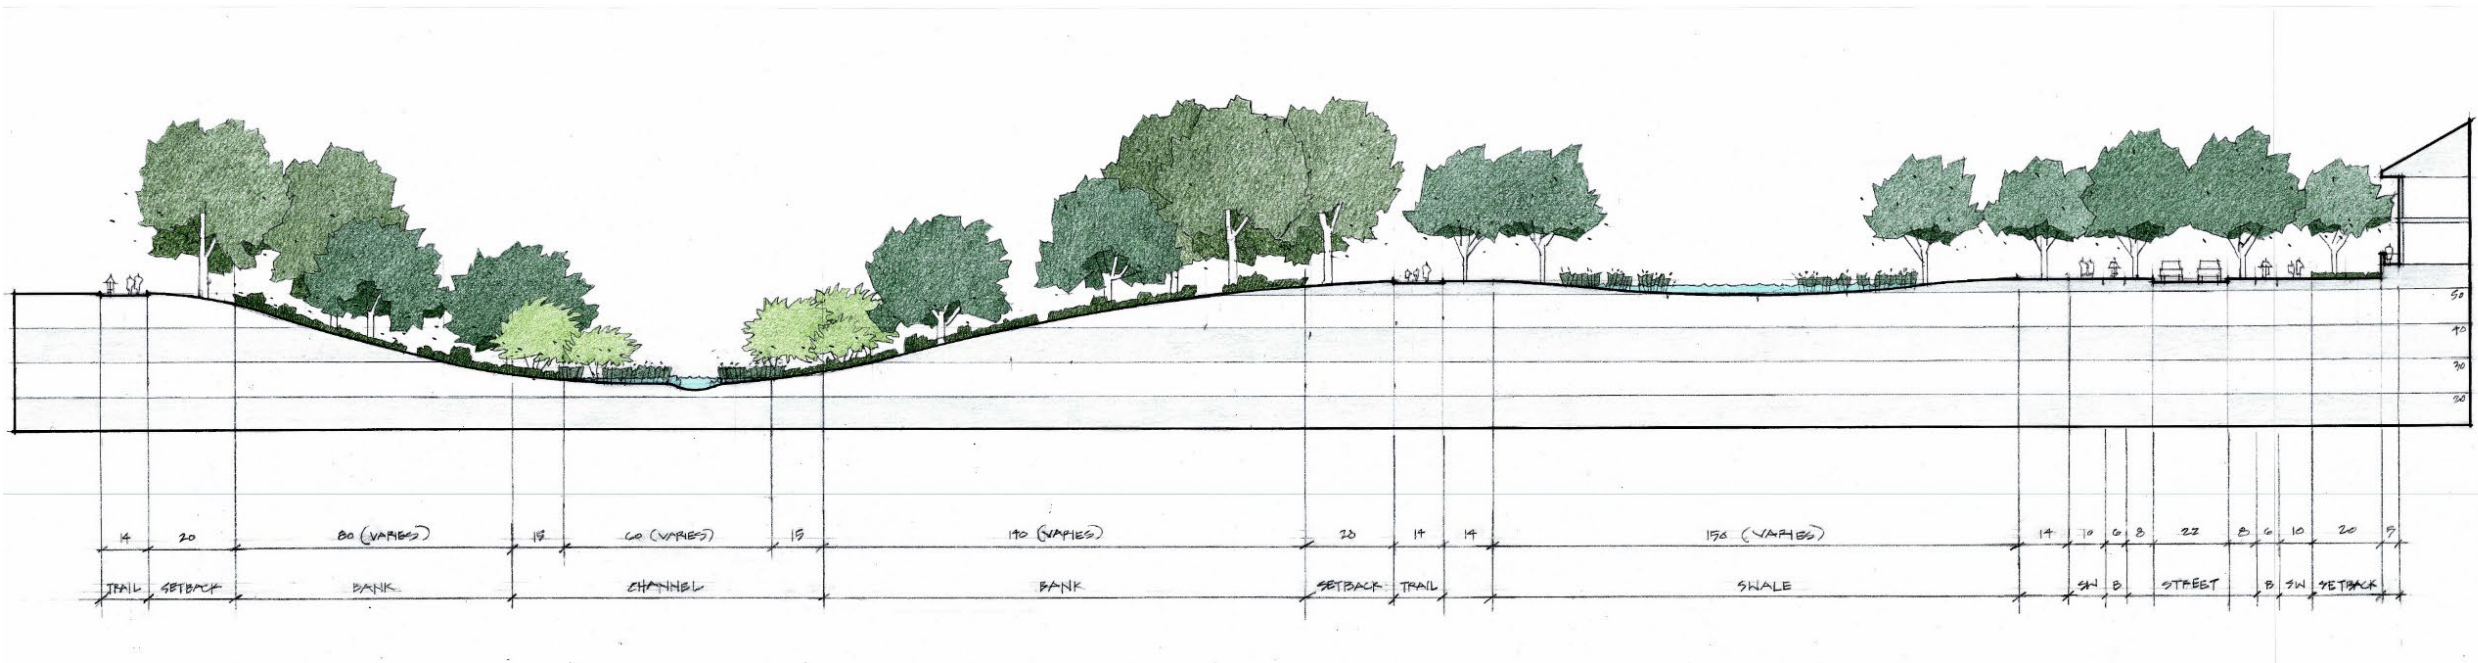 50
40
30
20
14 20 80 (VARIES) 15 60 (VARIES) 15 140 (VARIES) 20 14 14 150 (VARIES) 14 10 6 8 22 8 6 10 20 5
TRAIL SETBACK BANK CHANNEL BANK SETBACK TRAIL SWALE SW B STREET B SW SETBACK